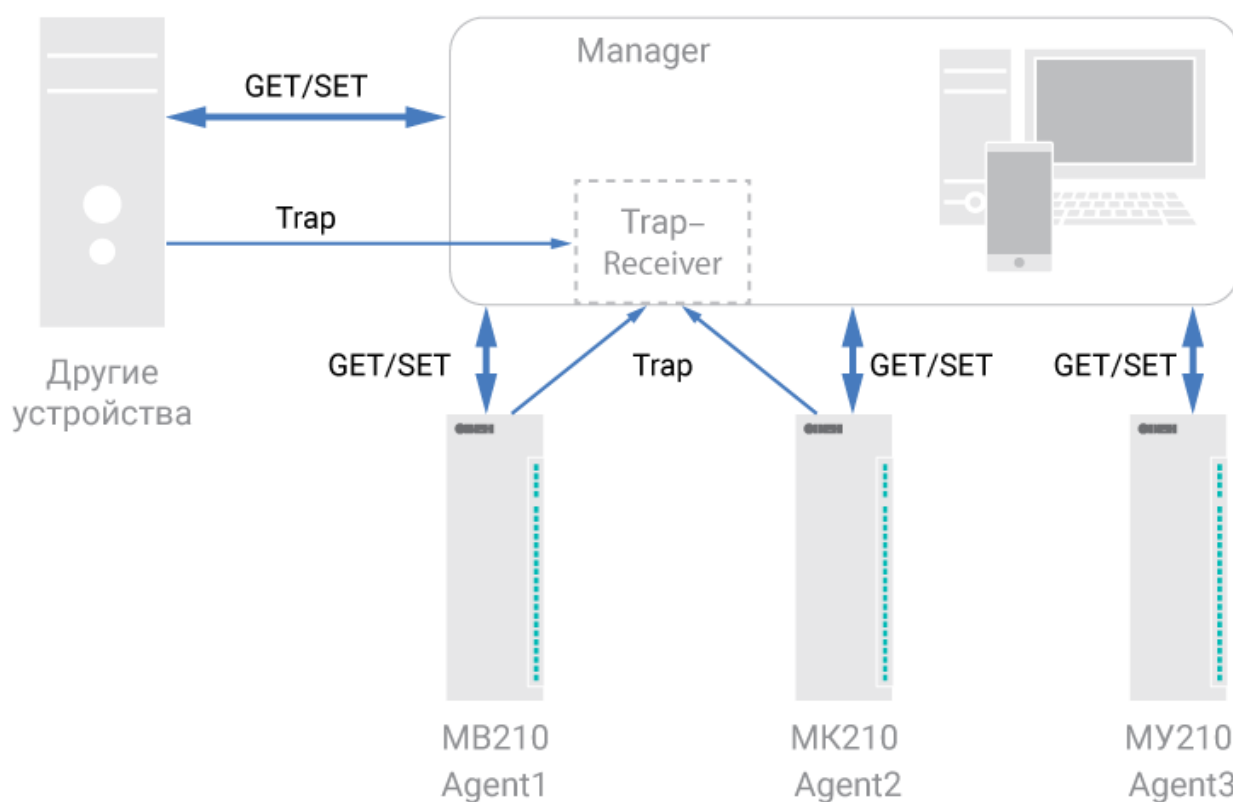 Manager
GET/SET
Trap
Trap–
Receiver
Другие
устройства
GET/SET
Trap
GET/SET
GET/SET
МВ210
Agent1
МК210
Agent2
МУ210
Agent3